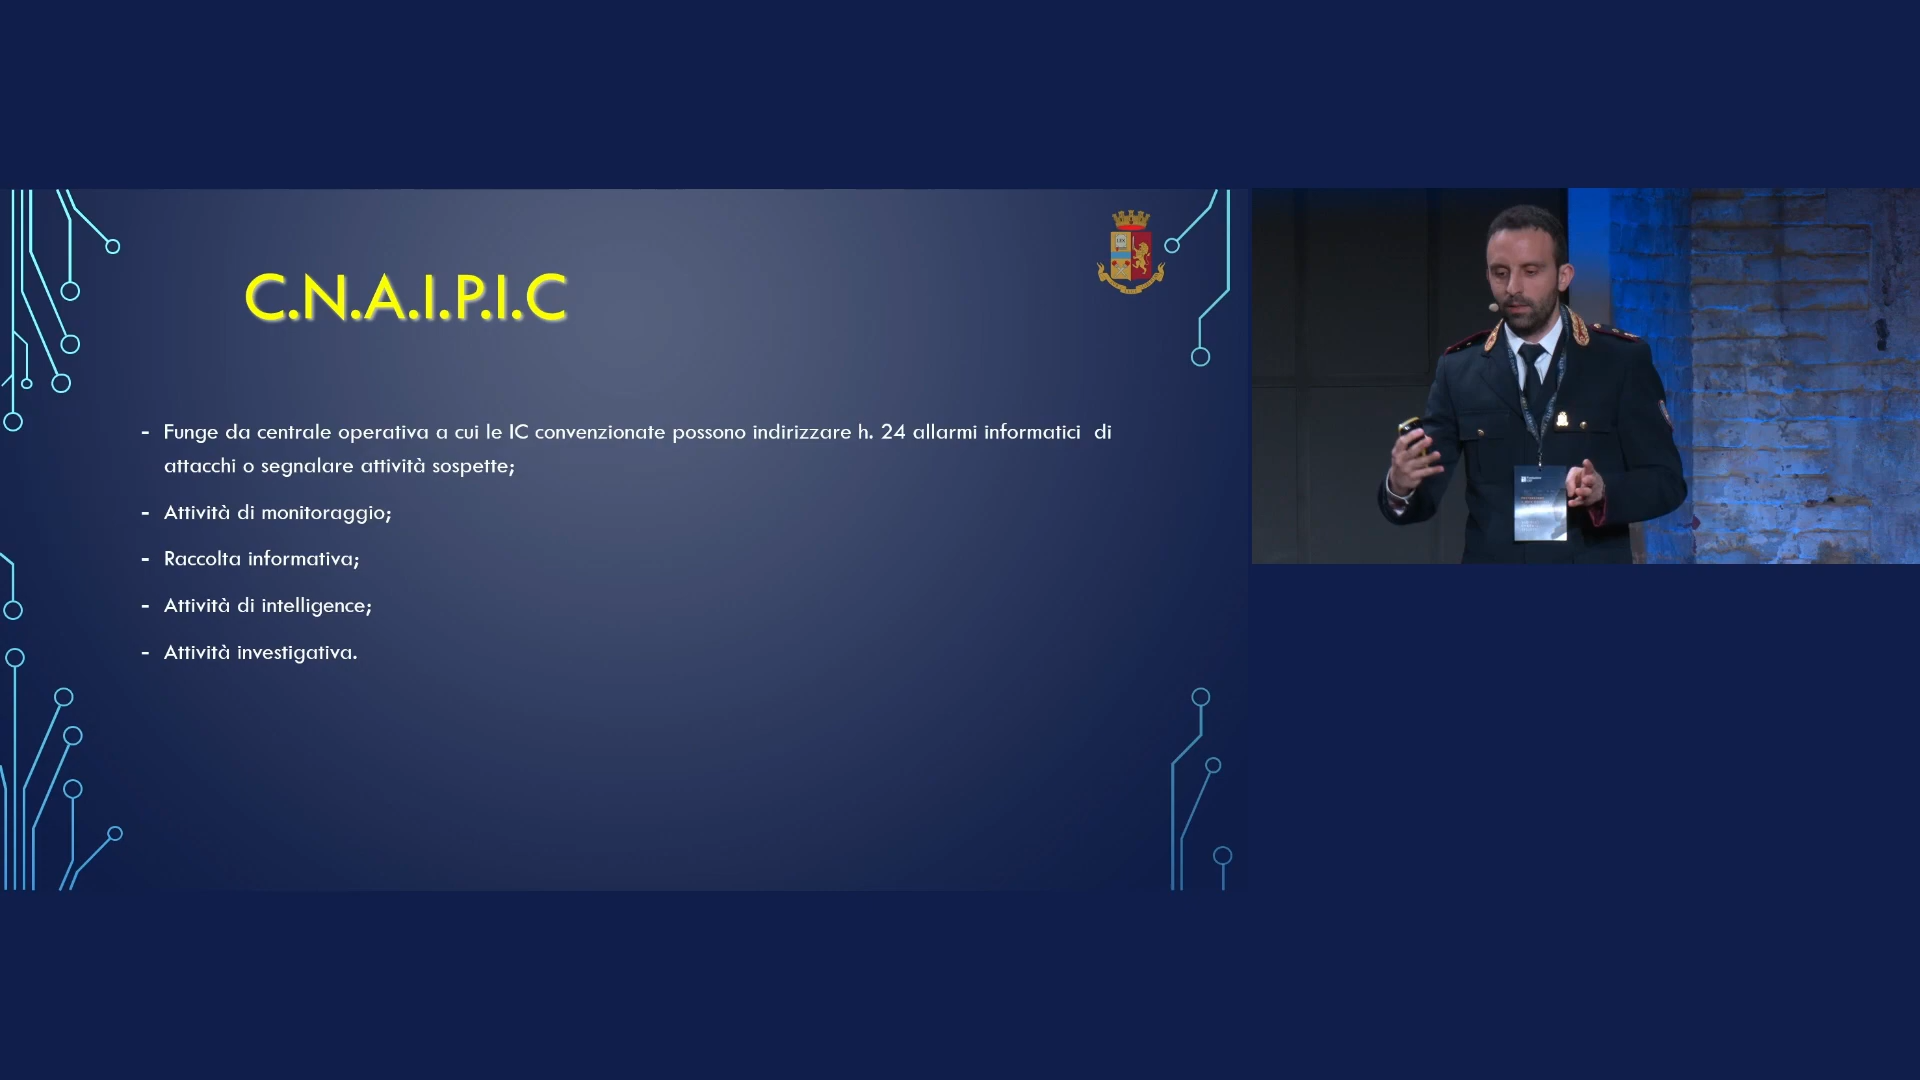 C.N.A.I.P.I.C
- Funge da centrale operativa a cui le IC convenzionate possono indirizzare h. 24 allarmi informatici di
attacchi o segnalare attività sospette;
- Attività di monitoraggio;
- Raccolta informativa;
- Attività di intelligence;
- Attività investigativa.